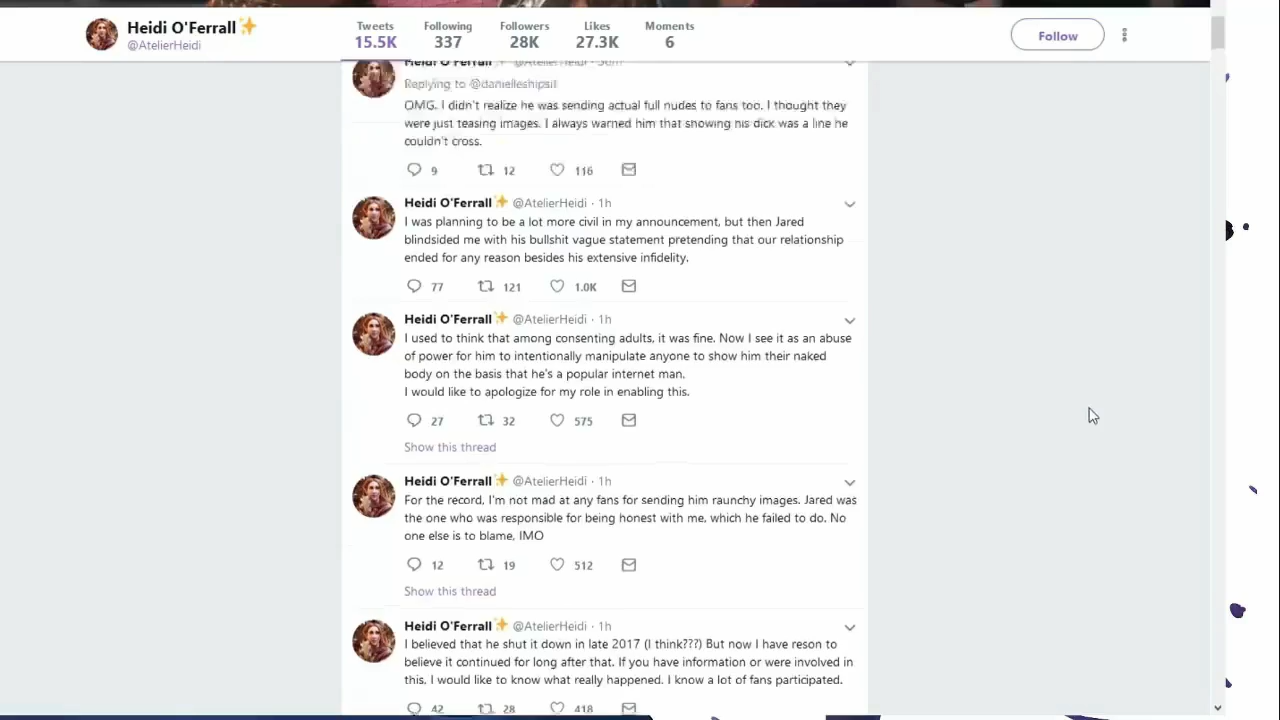 Heidi O'Ferrall✨
@AtelierHeidi
Tweets
15.5K
Following
337
Followers
28K
Likes
27.3K
Moments
6
Follow
Heidi O'Ferrall @AtelierHeidi
Replying to @danielleshipsit
OMG. I didn't realize he was sending actual full nudes to fans too. I thought they
were just teasing images. I always warned him that showing his dick was a line he
couldn't cross.
9 12 116
Heidi O'Ferrall✨ @AtelierHeidi · 1h
I was planning to be a lot more civil in my announcement, but then Jared
blindsided me with his bullshit vague statement pretending that our relationship
ended for any reason besides his extensive infidelity.
77 121 1.0K
Heidi O'Ferrall✨ @AtelierHeidi · 1h
I used to think that among consenting adults, it was fine. Now I see it as an abuse
of power for him to intentionally manipulate anyone to show him their naked
body on the basis that he's a popular internet man.
I would like to apologize for my role in enabling this.
27 32 575
Show this thread
Heidi O'Ferrall✨ @AtelierHeidi · 1h
For the record, I'm not mad at any fans for sending him raunchy images. Jared was
the one who was responsible for being honest with me, which he failed to do. No
one else is to blame, IMO
12 19 512
Show this thread
Heidi O'Ferrall✨ @AtelierHeidi · 1h
I believed that he shut it down in late 2017 (I think???) But now I have reson to
believe it continued for long after that. If you have information or were involved in
this. I would like to know what really happened. I know a lot of fans participated.
42 28 418